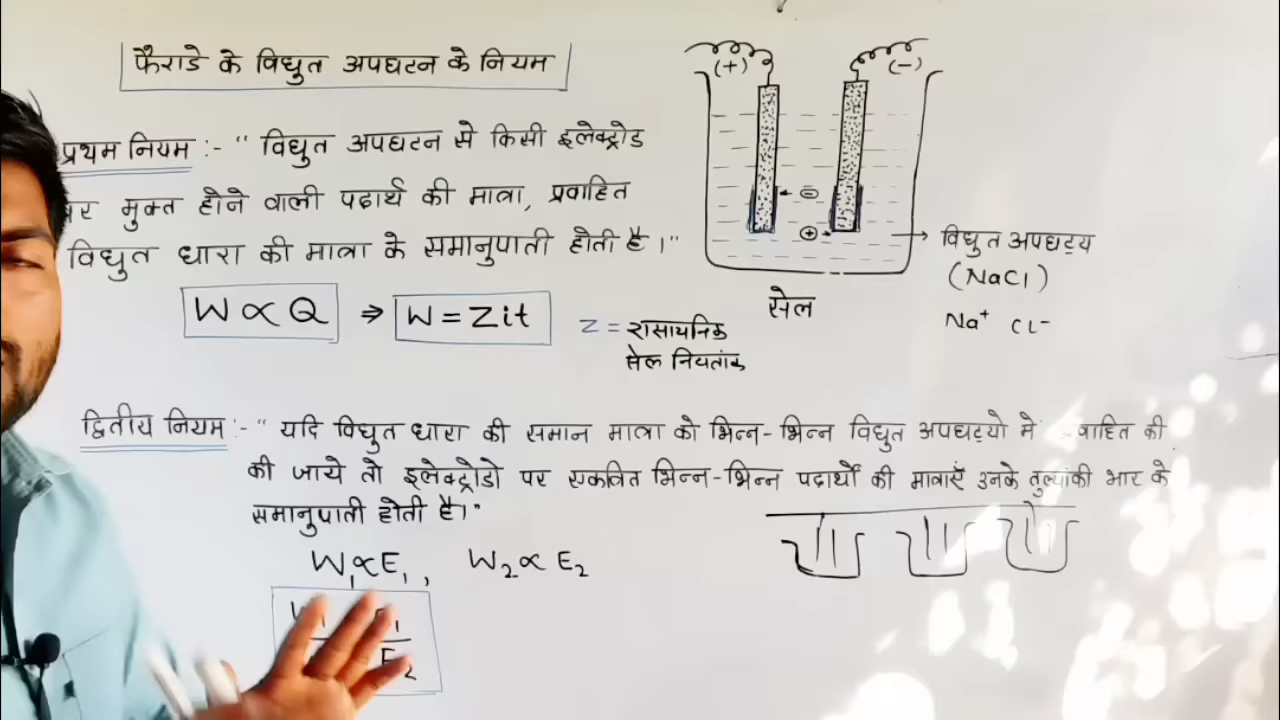 फैराडे के विद्युत अपघटन के नियम
प्रथम नियम :- " विद्युत अपघटन से किसी इलेक्ट्रोड
पर मुक्त होने वाली पदार्थ की मात्रा, प्रवाहित
विद्युत धारा की मात्रा के समानुपाती होती है।"
W ∝ Q ⇒ W = Zit
Z = रासायनिक
सेल नियतांक
(+) (-)
⊖
⊕
विद्युत अपघट्य
(NaCl)
Na⁺ Cl⁻
सेल
द्वितीय नियम :- " यदि विद्युत धारा की समान मात्रा को भिन्न-भिन्न विद्युत अपघट्यो में वाहित की
की जाये तो इलेक्ट्रोडो पर एकत्रित भिन्न-भिन्न पदार्थों की मात्राऍ उनके तुल्यांकी भार के
समानुपाती होती है।"
W₁ ∝ E₁ , W₂ ∝ E₂